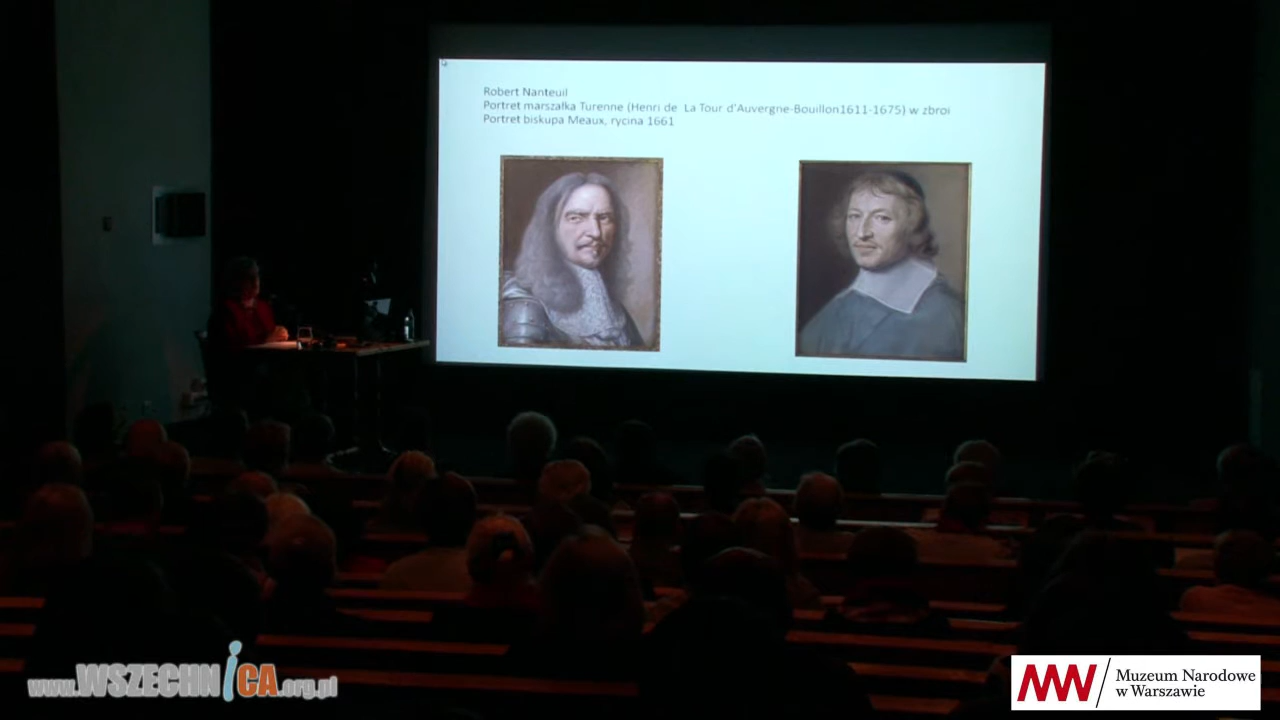 Robert Nanteuil
Portret marszałka Turenne (Henri de La Tour d'Auvergne-Bouillon1611-1675) w zbroi
Portret biskupa Meaux, rycina 1661
www.WSZECHNiCA.org.pl
MW
Muzeum Narodowe
w Warszawie